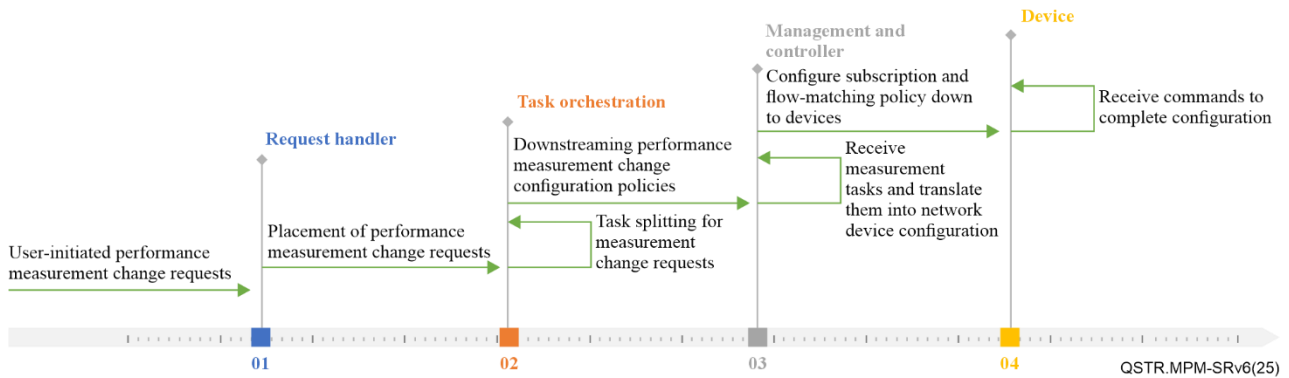 Device
Management and
controller
Configure subscription and
flow-matching policy down
to devices
Receive commands to
complete configuration
Task orchestration
Request handler
Downstreaming performance
measurement change
configuration policies
Receive
measurement
tasks and translate
them into network
device configuration
Task splitting for
measurement
change requests
Placement of performance
measurement change requests
User-initiated performance
measurement change requests
01
02
03
04
QSTR.MPM-SRv6(25)